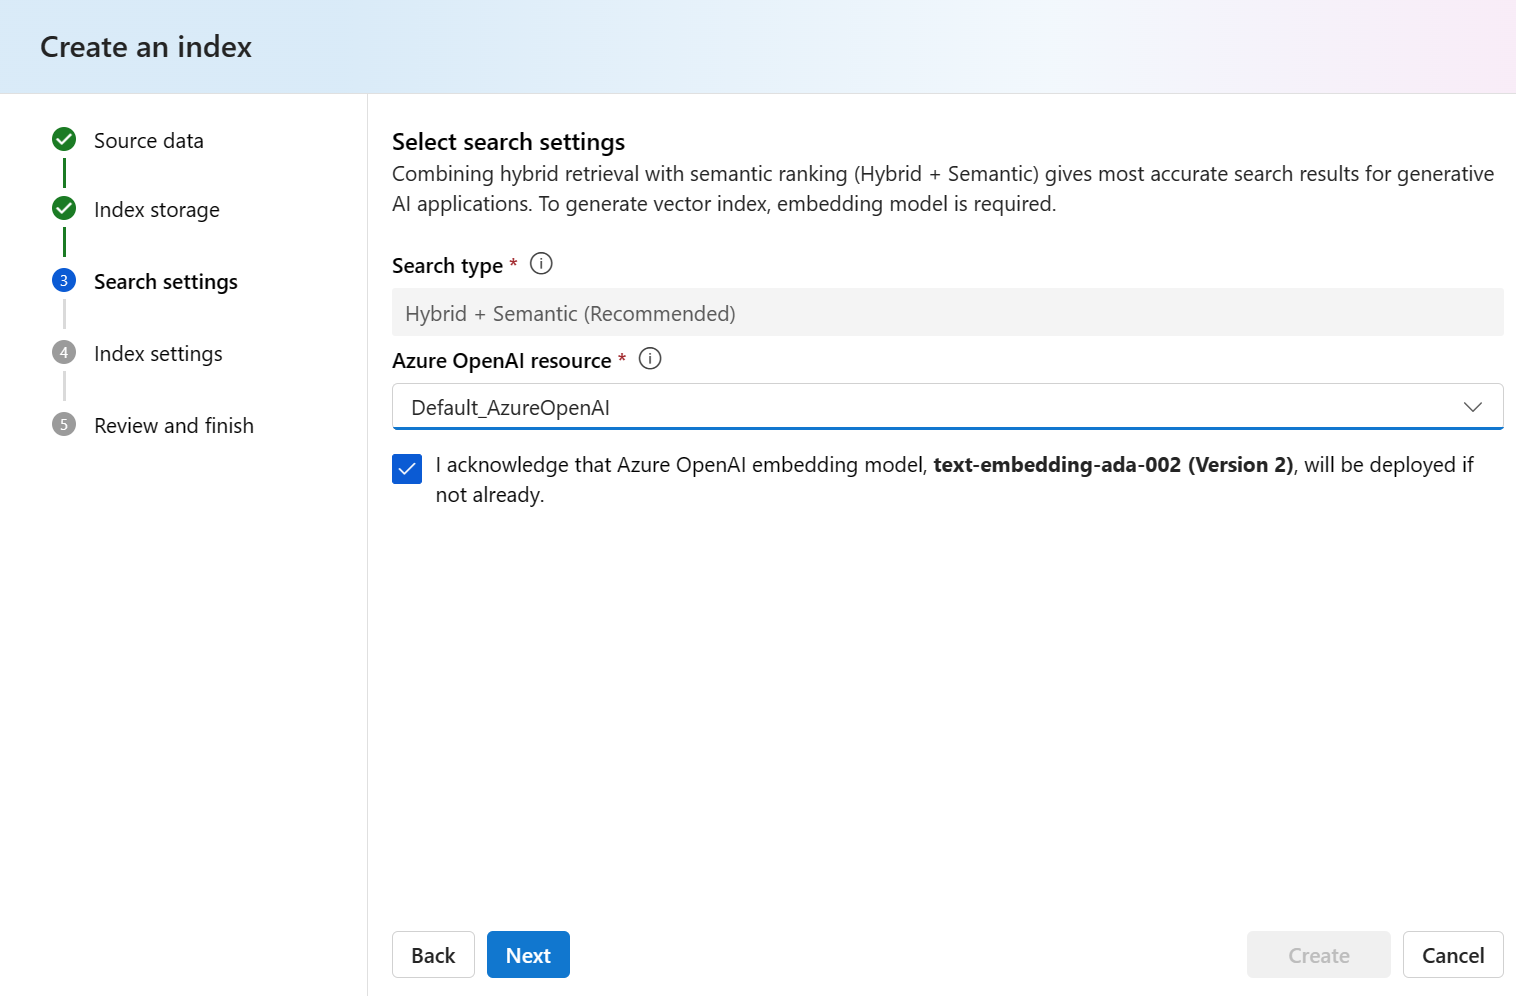 Create an index
Source data
Index storage
3 Search settings
4 Index settings
5 Review and finish
Select search settings
Combining hybrid retrieval with semantic ranking (Hybrid + Semantic) gives most accurate search results for generative
AI applications. To generate vector index, embedding model is required.
Search type *
Hybrid + Semantic (Recommended)
Azure OpenAI resource *
Default_AzureOpenAI
I acknowledge that Azure OpenAI embedding model, text-embedding-ada-002 (Version 2), will be deployed if
not already.
Back
Next
Create
Cancel